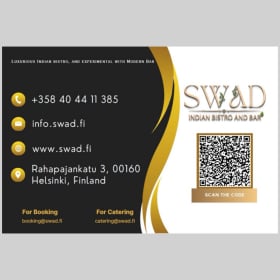 Luxurious Indian bistro, and experimental with Modern Bar
+358 40 44 11 385
info.swad.fi
www.swad.fi
Rahapajankatu 3, 00160
Helsinki, Finland
For Booking
booking@swad.fi
For Catering
catering@swad.fi
SWAD
INDIAN BISTRO AND BAR
SCAN THE CODE